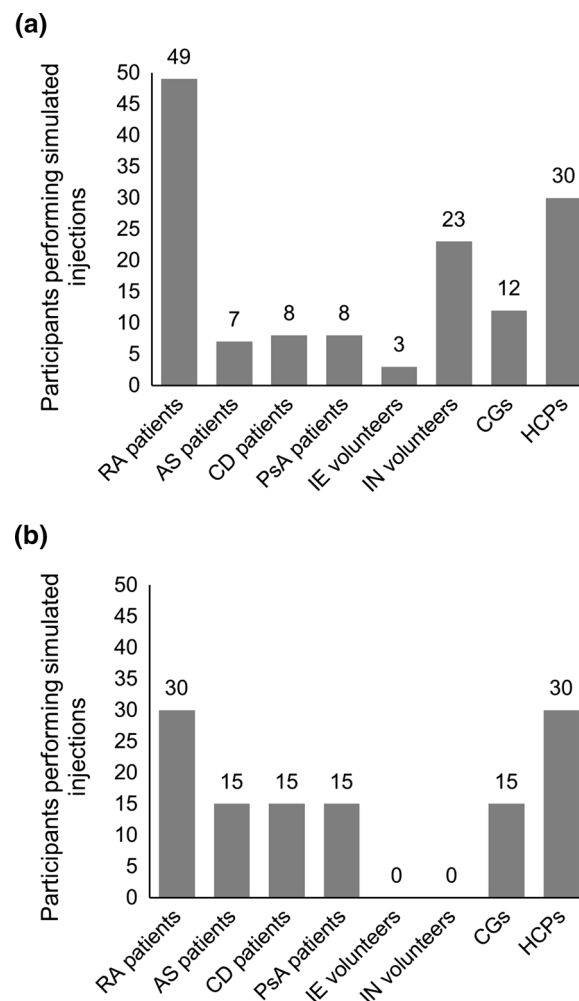 (a)
Participants performing simulated
injections
50
45
40
35
30
25
20
15
10
5
0
49
7
8
8
3
23
12
30
RA patients
AS patients
CD patients
PsA patients
IE volunteers
IN volunteers
CGs
HCPs
(b)
Participants performing simulated
injections
50
45
40
35
30
25
20
15
10
5
0
30
15
15
15
0
0
15
30
RA patients
AS patients
CD patients
PsA patients
IE volunteers
IN volunteers
CGs
HCPs